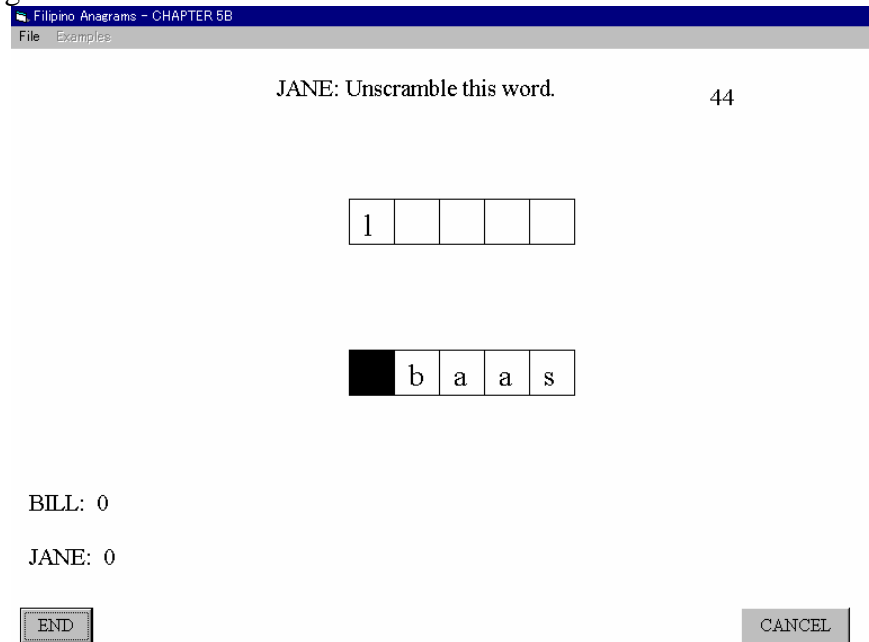 Filipino Anagrams - CHAPTER 5B
File Examples
JANE: Unscramble this word.
44
l
b a a s
BILL: 0
JANE: 0
END
CANCEL